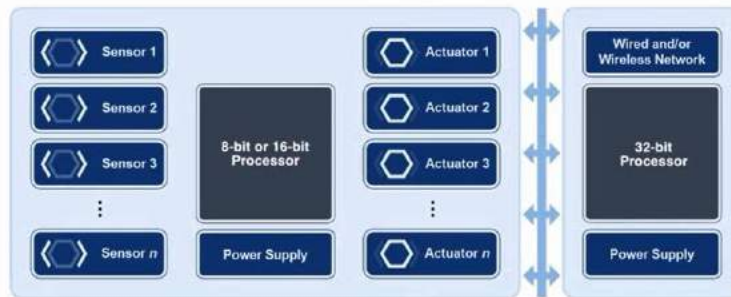 Sensor 1
Sensor 2
Sensor 3
⋮
Sensor n
8-bit or 16-bit
Processor
Power Supply
Actuator 1
Actuator 2
Actuator 3
⋮
Actuator n
Wired and/or
Wireless Network
32-bit
Processor
Power Supply